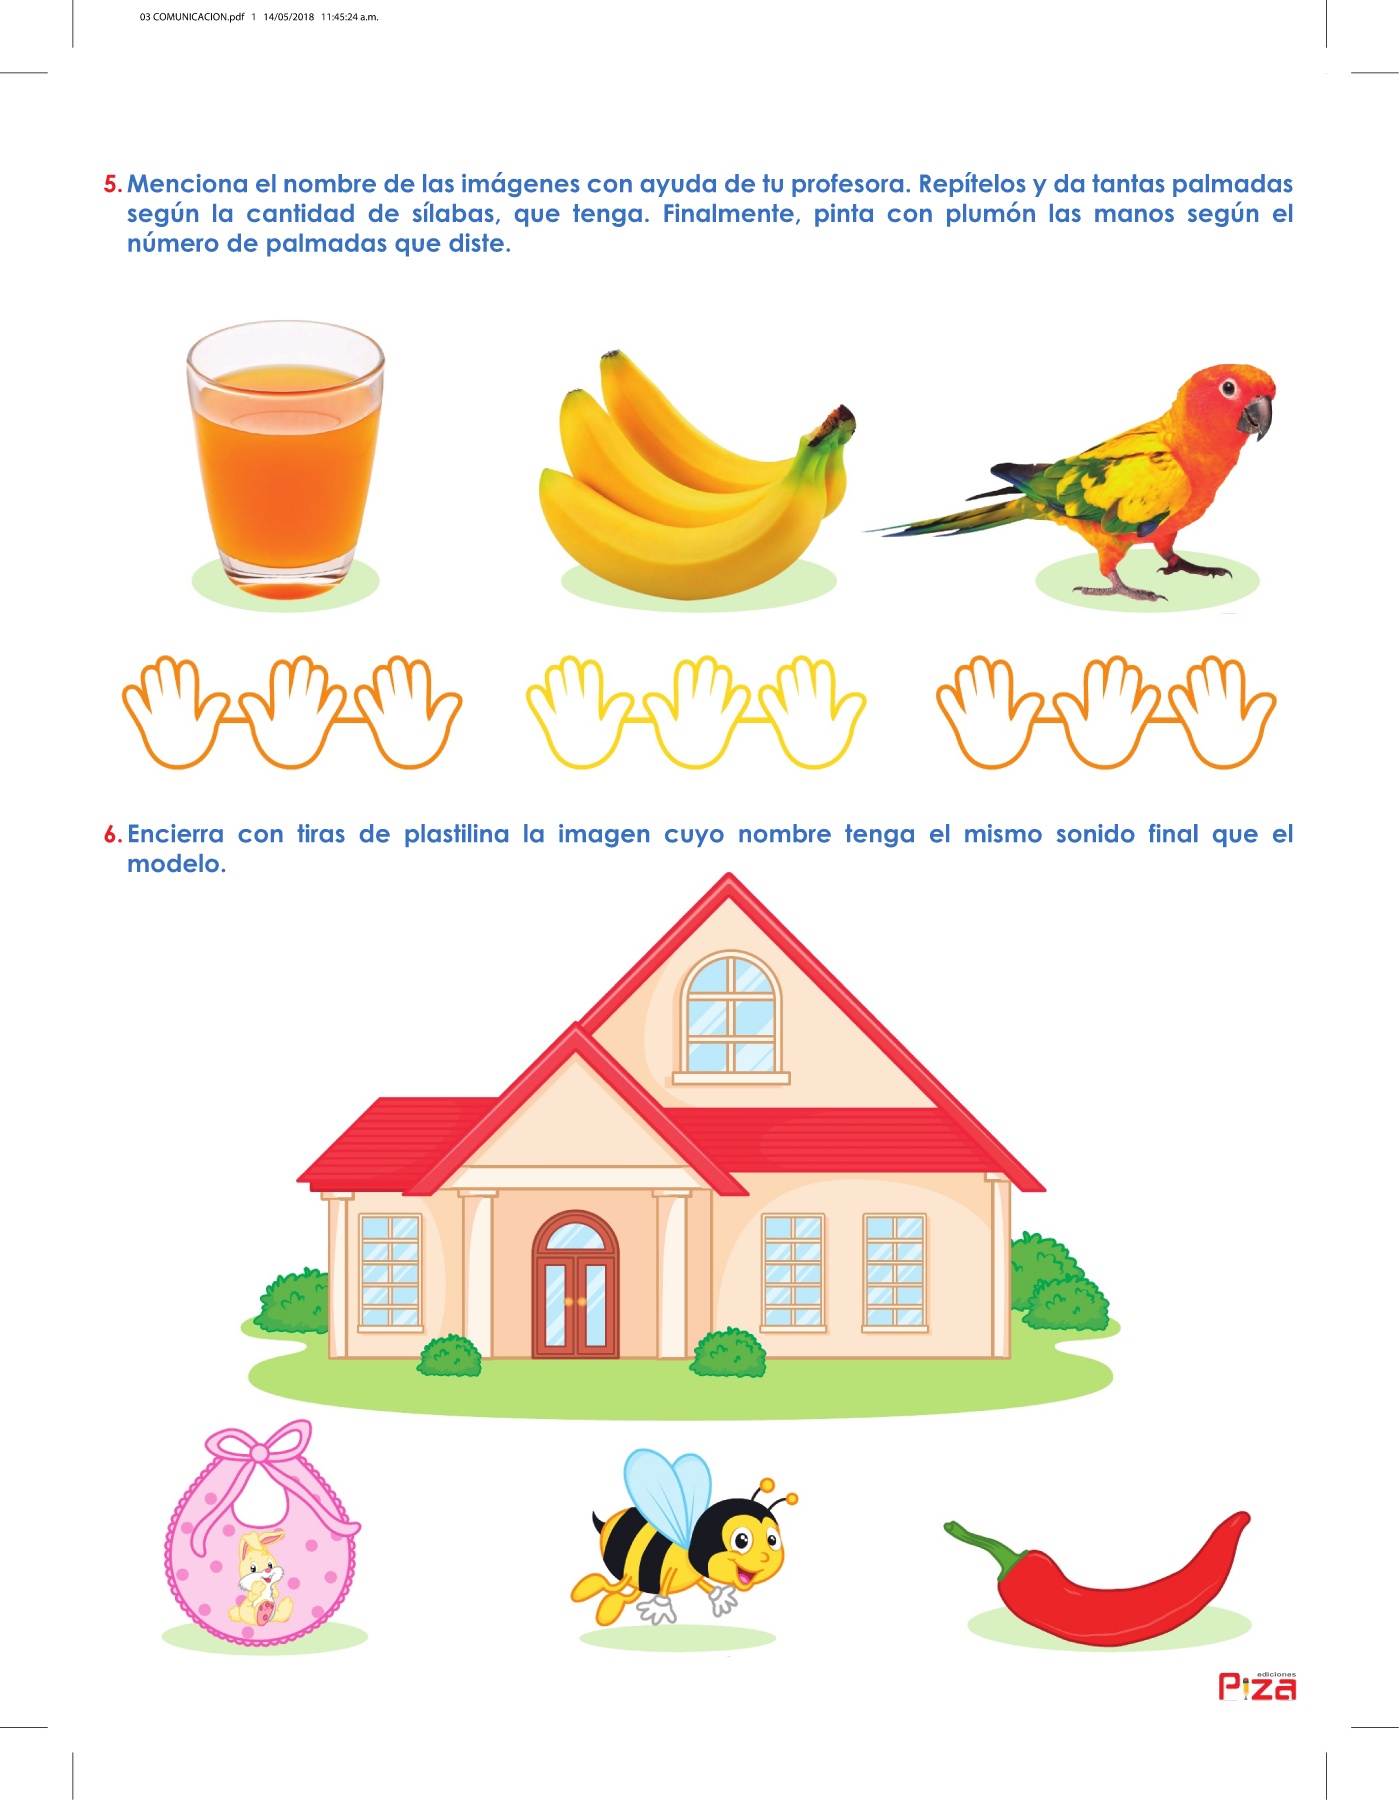 03 COMUNICACION.pdf 1 14/05/2018 11:45:24 a.m.
5. Menciona el nombre de las imágenes con ayuda de tu profesora. Repítelos y da tantas palmadas
según la cantidad de sílabas, que tenga. Finalmente, pinta con plumón las manos según el
número de palmadas que diste.
6. Encierra con tiras de plastilina la imagen cuyo nombre tenga el mismo sonido final que el
modelo.
ediciones
Piza